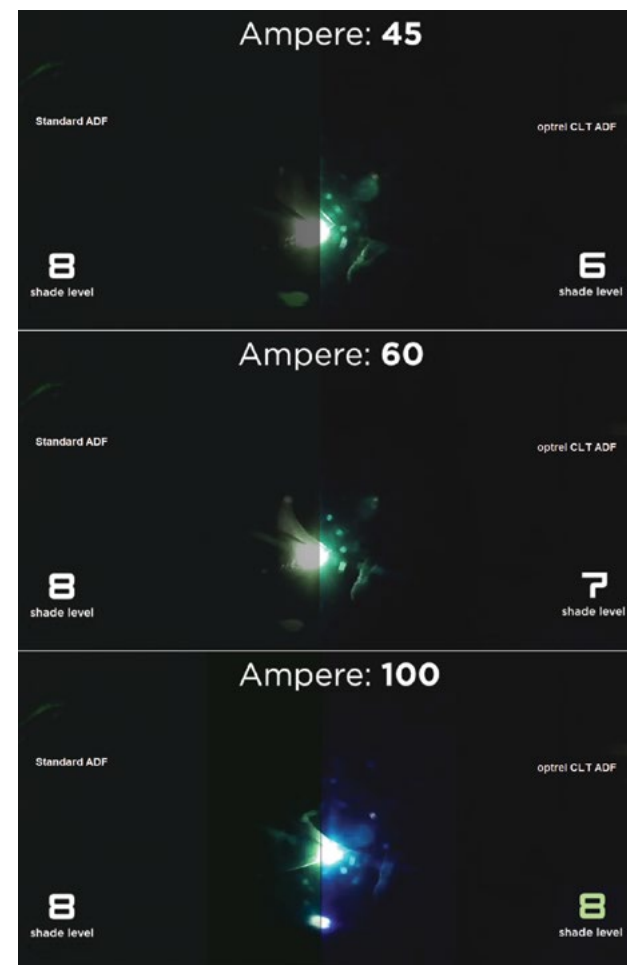 Ampere: 45
Standard ADF
optrel CLT ADF
8
shade level
6
shade level
Ampere: 60
Standard ADF
optrel CLT ADF
8
shade level
7
shade level
Ampere: 100
Standard ADF
optrel CLT ADF
8
shade level
8
shade level